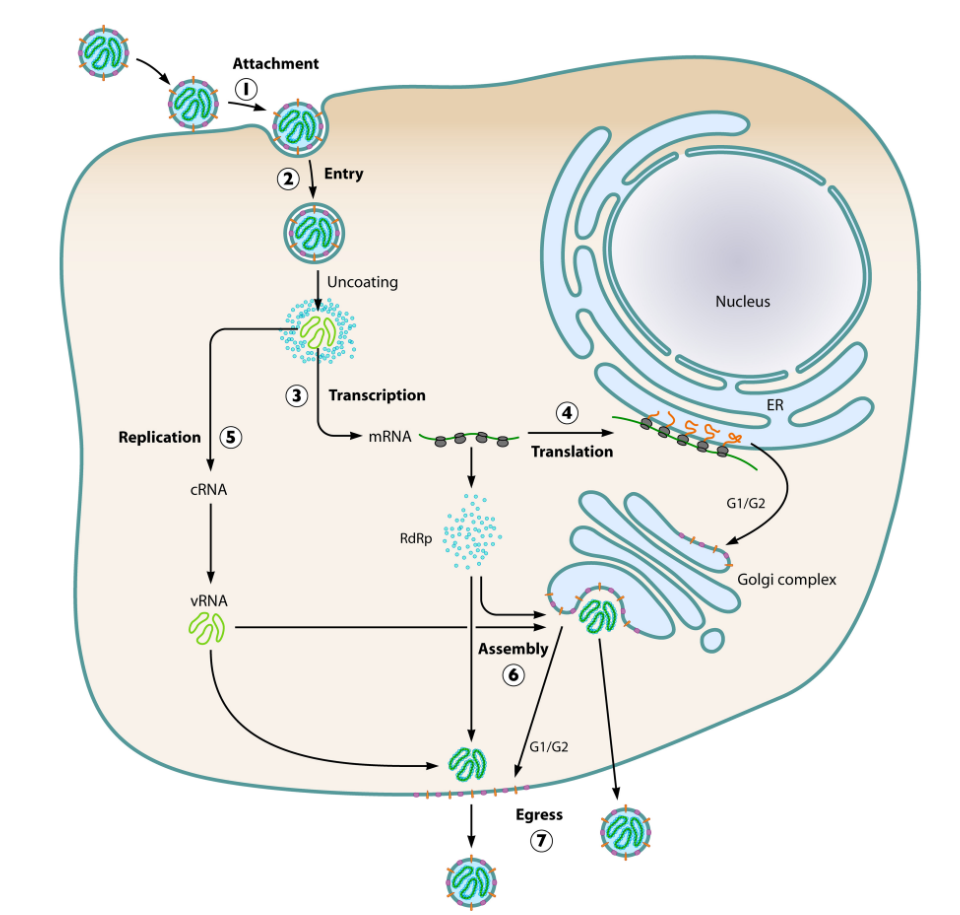 Attachment
1
2
Entry
Uncoating
Nucleus
3
Transcription
ER
4
Replication
5
mRNA
Translation
cRNA
G1/G2
RdRp
Golgi complex
vRNA
Assembly
6
G1/G2
Egress
7